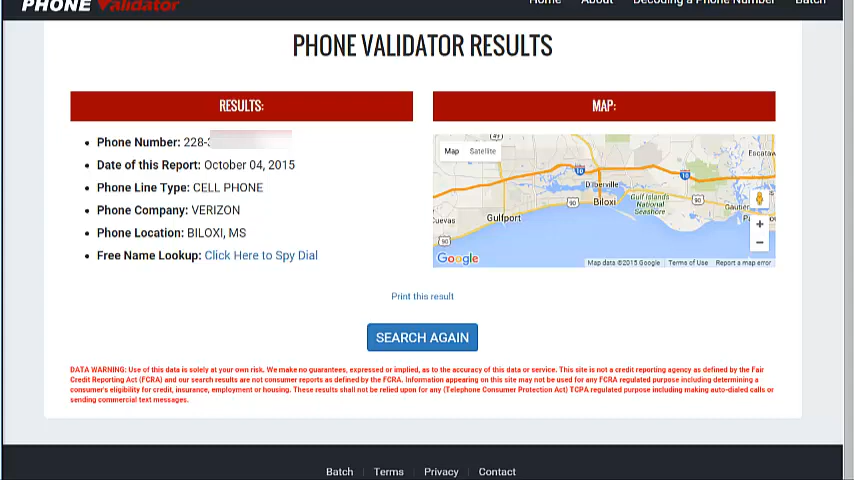 PHONE Validator
Home About Decoding a Phone Number Batch
PHONE VALIDATOR RESULTS
RESULTS:
Phone Number: 228-
Date of this Report: October 04, 2015
Phone Line Type: CELL PHONE
Phone Company: VERIZON
Phone Location: BILOXI, MS
Free Name Lookup: Click Here to Spy Dial
MAP:
Map Satellite
Escataw
10
10
D'Iberville
90
Biloxi
Gulf Islands
National
Seashore
90
Gautier
Gulfport
cuevas
90
Google
Map data ©2015 Google Terms of Use Report a map error
Print this result
SEARCH AGAIN
DATA WARNING: Use of this data is solely at your own risk. We make no guarantees, expressed or implied, as to the accuracy of this data or service. This site is not a credit reporting agency as defined by the Fair
Credit Reporting Act (FCRA) and our search results are not consumer reports as defined by the FCRA. Information appearing on this site may not be used for any FCRA regulated purpose including determining a
consumer's eligibility for credit, insurance, employment or housing. These results shall not be relied upon for any (Telephone Consumer Protection Act) TCPA regulated purpose including making auto-dialed calls or
sending commercial text messages.
Batch Terms Privacy Contact